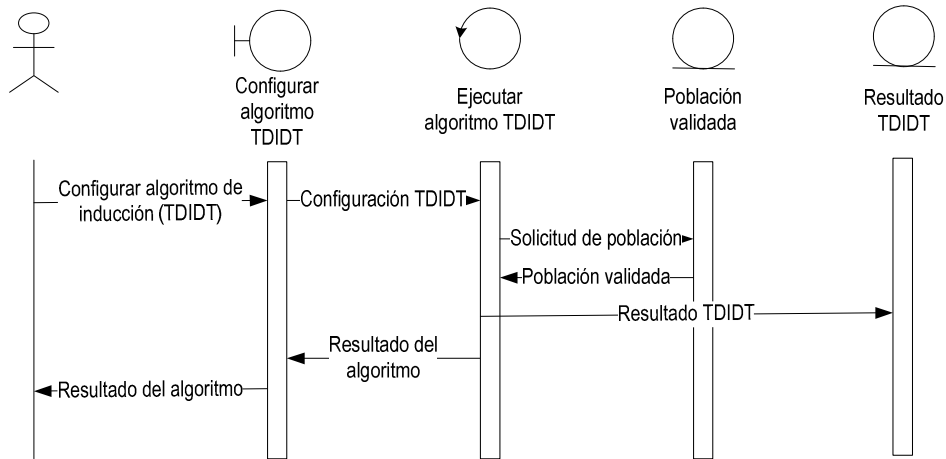 Configurar
algoritmo
TDIDT
Ejecutar
algoritmo TDIDT
Población
validada
Resultado
TDIDT
Configurar algoritmo de
inducción (TDIDT)
Configuración TDIDT
Solicitud de población
Población validada
Resultado TDIDT
Resultado del
algoritmo
Resultado del algoritmo